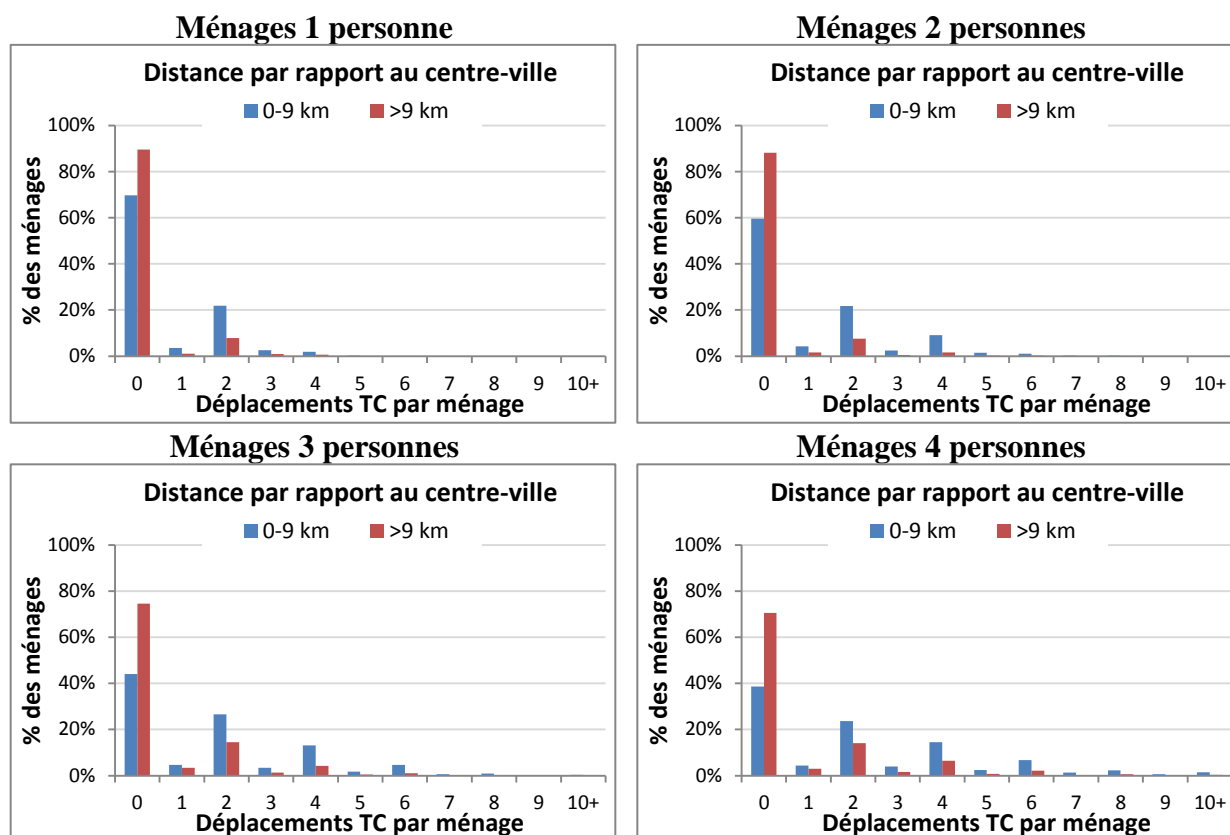 Ménages 1 personne
Distance par rapport au centre-ville
0-9 km >9 km
% des ménages
100%
80%
60%
40%
20%
0%
0 1 2 3 4 5 6 7 8 9 10+
Déplacements TC par ménage
Ménages 2 personnes
Distance par rapport au centre-ville
0-9 km >9 km
% des ménages
100%
80%
60%
40%
20%
0%
0 1 2 3 4 5 6 7 8 9 10+
Déplacements TC par ménage
Ménages 3 personnes
Distance par rapport au centre-ville
0-9 km >9 km
% des ménages
100%
80%
60%
40%
20%
0%
0 1 2 3 4 5 6 7 8 9 10+
Déplacements TC par ménage
Ménages 4 personnes
Distance par rapport au centre-ville
0-9 km >9 km
% des ménages
100%
80%
60%
40%
20%
0%
0 1 2 3 4 5 6 7 8 9 10+
Déplacements TC par ménage